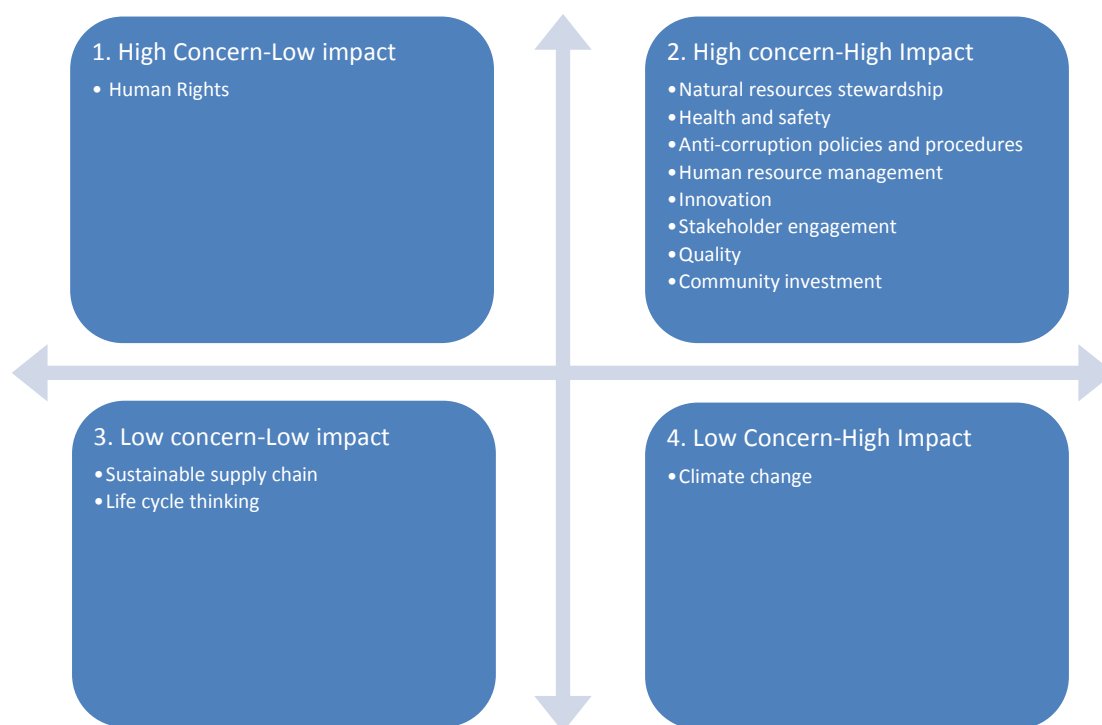 1. High Concern-Low impact
• Human Rights
2. High concern-High Impact
•Natural resources stewardship
•Health and safety
•Anti-corruption policies and procedures
•Human resource management
•Innovation
•Stakeholder engagement
•Quality
•Community investment
3. Low concern-Low impact
•Sustainable supply chain
•Life cycle thinking
4. Low Concern-High Impact
•Climate change